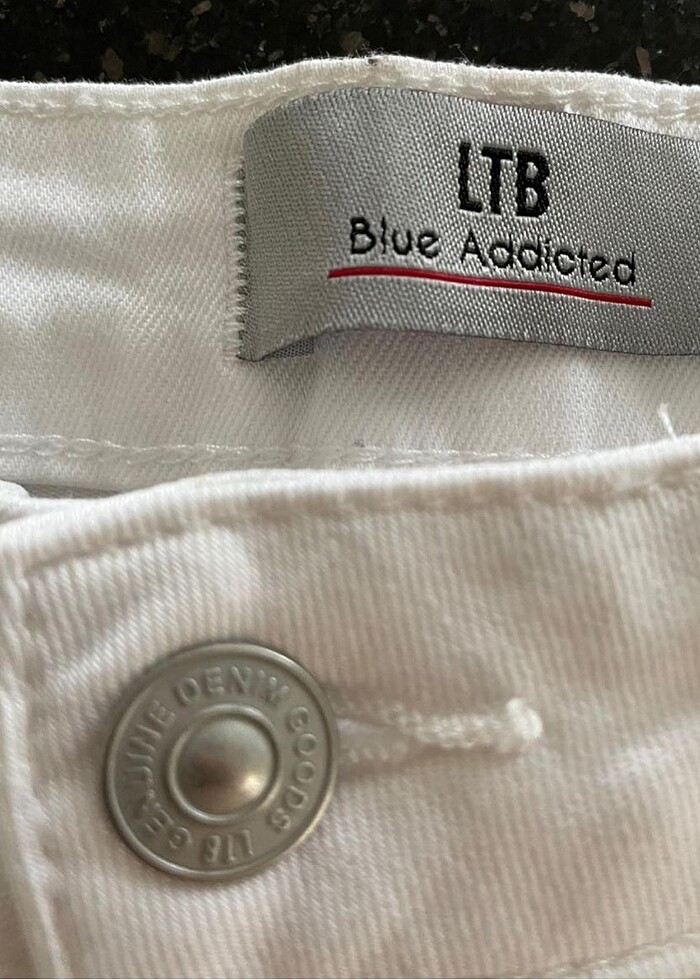 LTB
Blue Addicted
LTB GENUINE DENIM GOODS